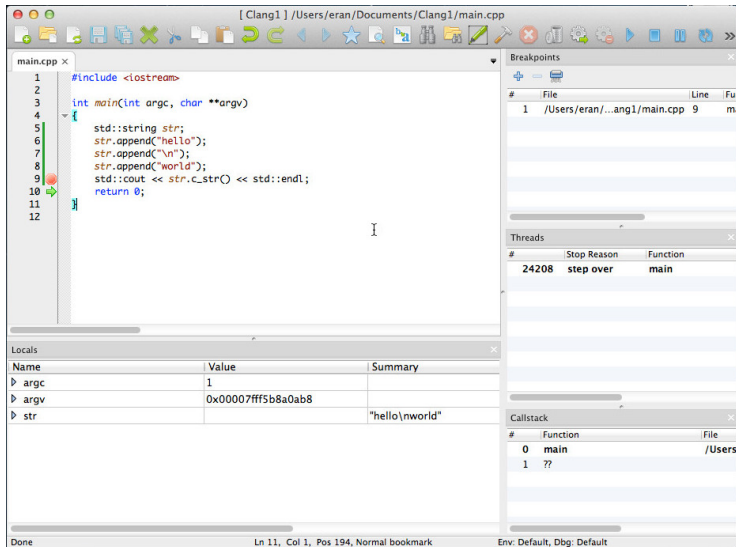 [ Clang1 ] /Users/eran/Documents/Clang1/main.cpp
main.cpp ×
1 #include <iostream>
2
3 int main(int argc, char **argv)
4 {
5 std::string str;
6 str.append("hello");
7 str.append("\n");
8 str.append("world");
9 std::cout << str.c_str() << std::endl;
10 return 0;
11 }
12
Breakpoints
# File Line Fu
1 /Users/eran/...ang1/main.cpp 9 m
Threads
# Stop Reason Function
24208 step over main
Locals
Name Value Summary
argc 1
argv 0x00007fff5b8a0ab8
str "hello\nworld"
Callstack
# Function File
0 main /Users
1 ??
Done Ln 11, Col 1, Pos 194, Normal bookmark Env: Default, Dbg: Default